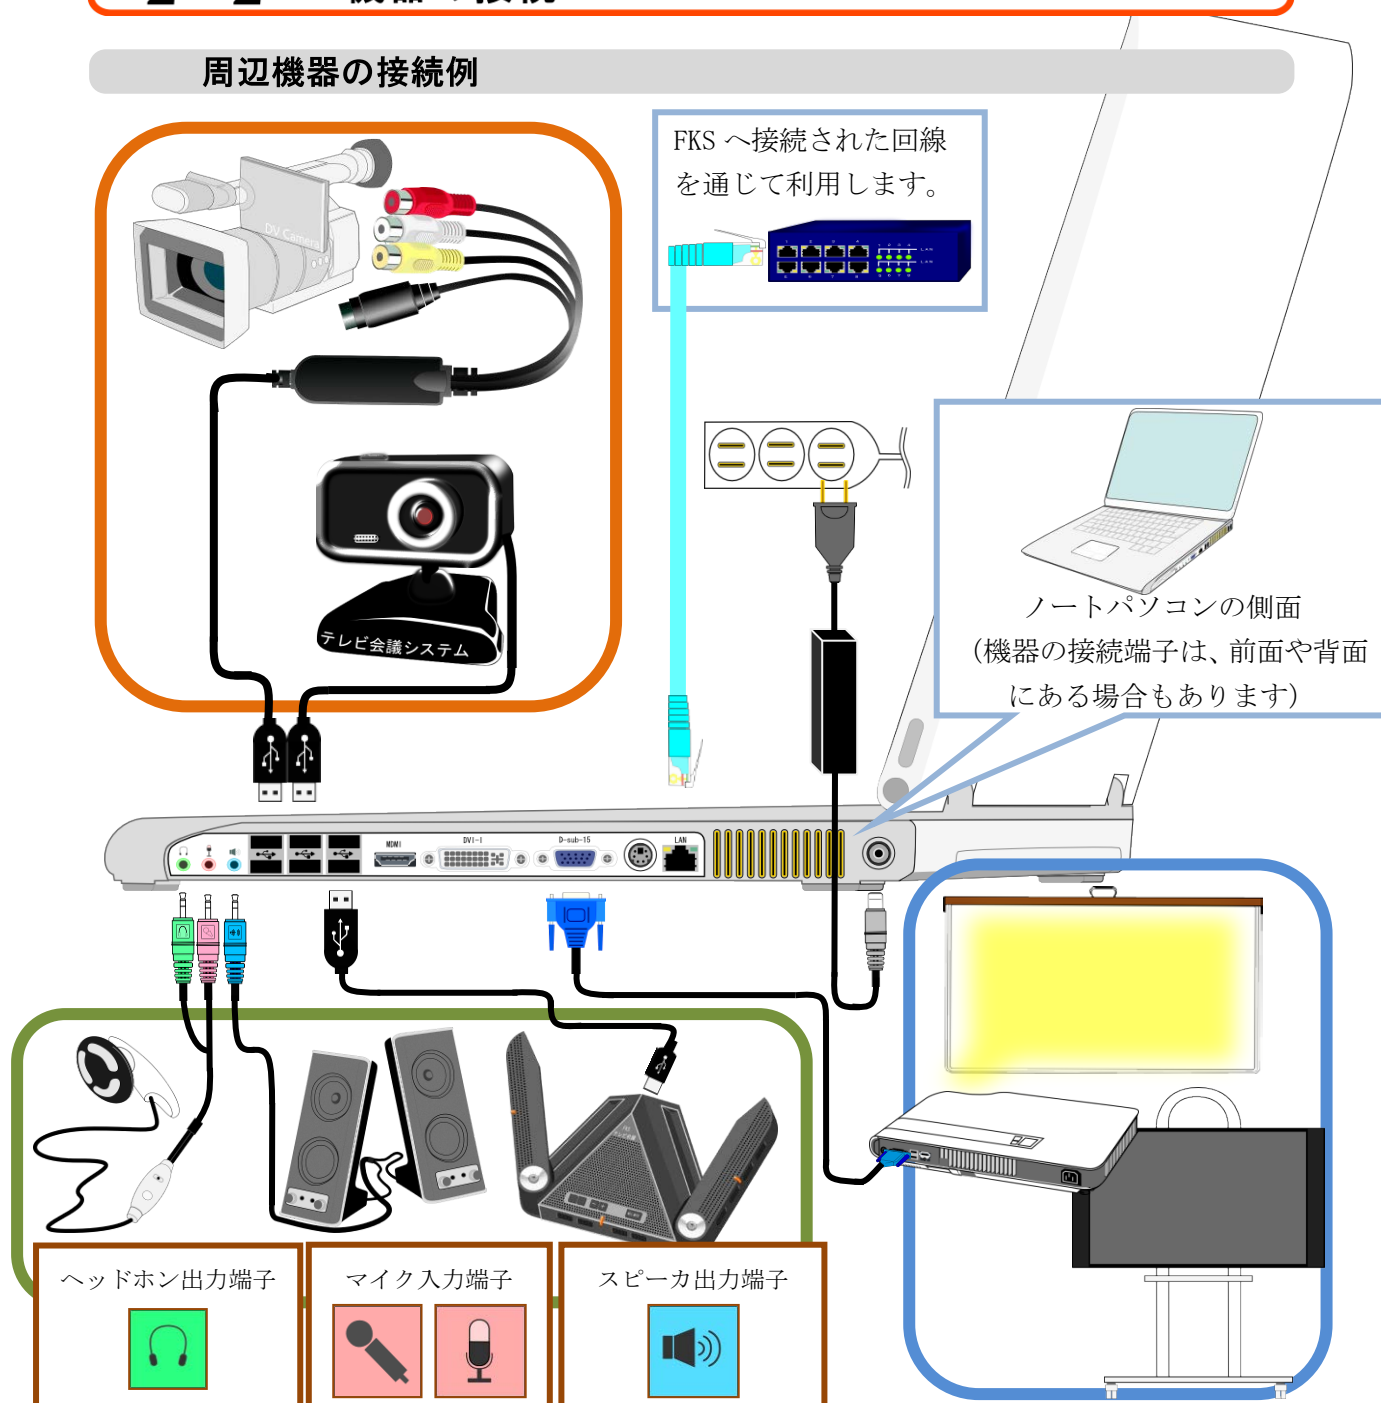 周辺機器の接続例
FKS へ接続された回線
を通じて利用します。
DV Camera
テレビ会議システム
ノートパソコンの側面
（機器の接続端子は、前面や背面
にある場合もあります）
DVI-I
D-sub-15
LAN
ヘッドホン出力端子
マイク入力端子
スピーカ出力端子